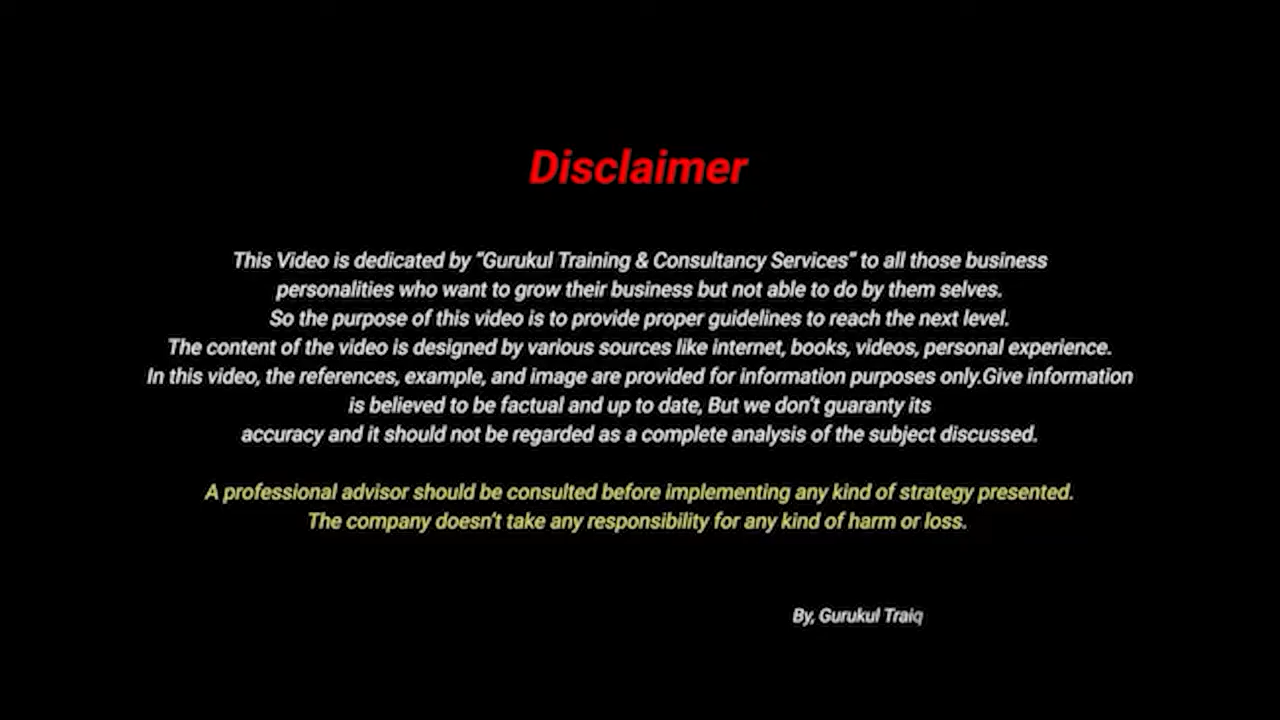 Disclaimer
This Video is dedicated by "Gurukul Training & Consultancy Services" to all those business
personalities who want to grow their business but not able to do by them selves.
So the purpose of this video is to provide proper guidelines to reach the next level.
The content of the video is designed by various sources like internet, books, videos, personal experience.
In this video, the references, example, and image are provided for information purposes only.Give information
is believed to be factual and up to date, But we don't guaranty its
accuracy and it should not be regarded as a complete analysis of the subject discussed.
A professional advisor should be consulted before implementing any kind of strategy presented.
The company doesn't take any responsibility for any kind of harm or loss.
By, Gurukul